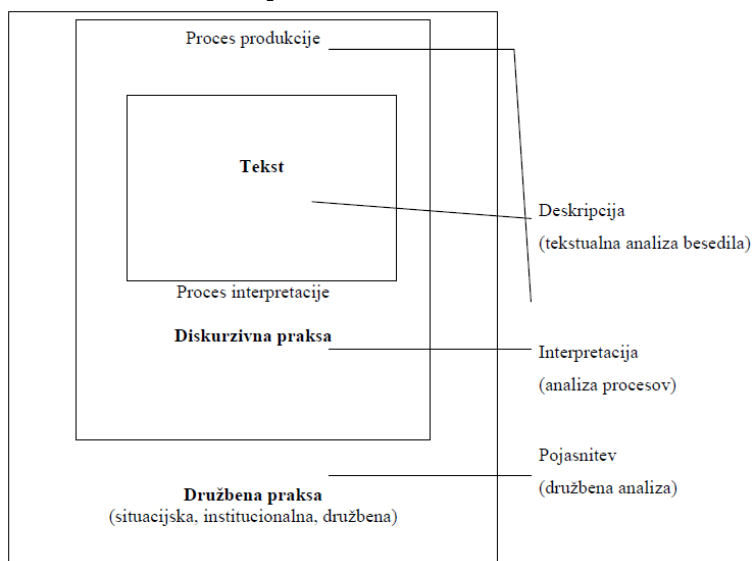 Proces produkcije
Tekst
Deskripcija
(tekstualna analiza besedila)
Proces interpretacije
Diskurzivna praksa
Interpretacija
(analiza procesov)
Pojasnitev
(družbena analiza)
Družbena praksa
(situacijska, institucionalna, družbena)